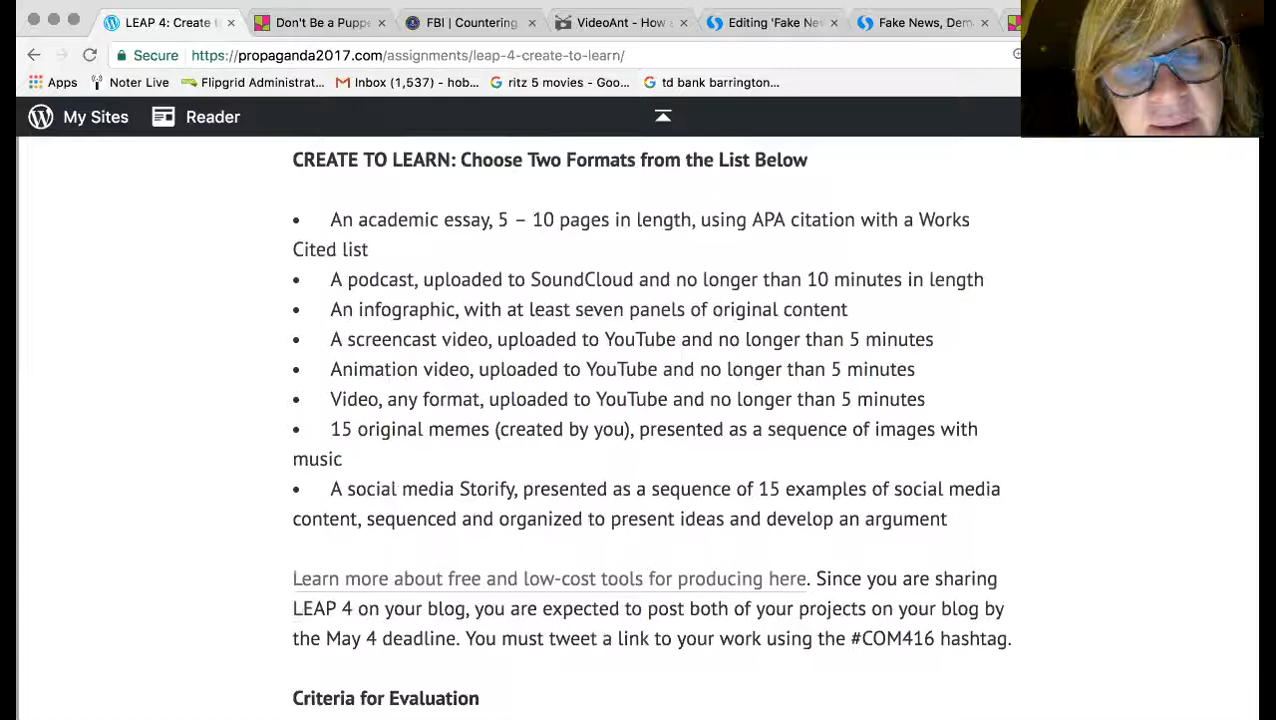 LEAP 4: Create t
Don't Be a Puppe
FBI | Countering
VideoAnt - How a
Editing 'Fake New
Fake News, Dem
Secure
https://propaganda2017.com/assignments/leap-4-create-to-learn/
Apps
Noter Live
Flipgrid Administrat...
Inbox (1,537) - hob...
ritz 5 movies - Goo...
td bank barrington...
My Sites
Reader
CREATE TO LEARN: Choose Two Formats from the List Below
• An academic essay, 5 – 10 pages in length, using APA citation with a Works
Cited list
• A podcast, uploaded to SoundCloud and no longer than 10 minutes in length
• An infographic, with at least seven panels of original content
• A screencast video, uploaded to YouTube and no longer than 5 minutes
• Animation video, uploaded to YouTube and no longer than 5 minutes
• Video, any format, uploaded to YouTube and no longer than 5 minutes
• 15 original memes (created by you), presented as a sequence of images with
music
• A social media Storify, presented as a sequence of 15 examples of social media
content, sequenced and organized to present ideas and develop an argument
Learn more about free and low-cost tools for producing here. Since you are sharing
LEAP 4 on your blog, you are expected to post both of your projects on your blog by
the May 4 deadline. You must tweet a link to your work using the #COM416 hashtag.
Criteria for Evaluation